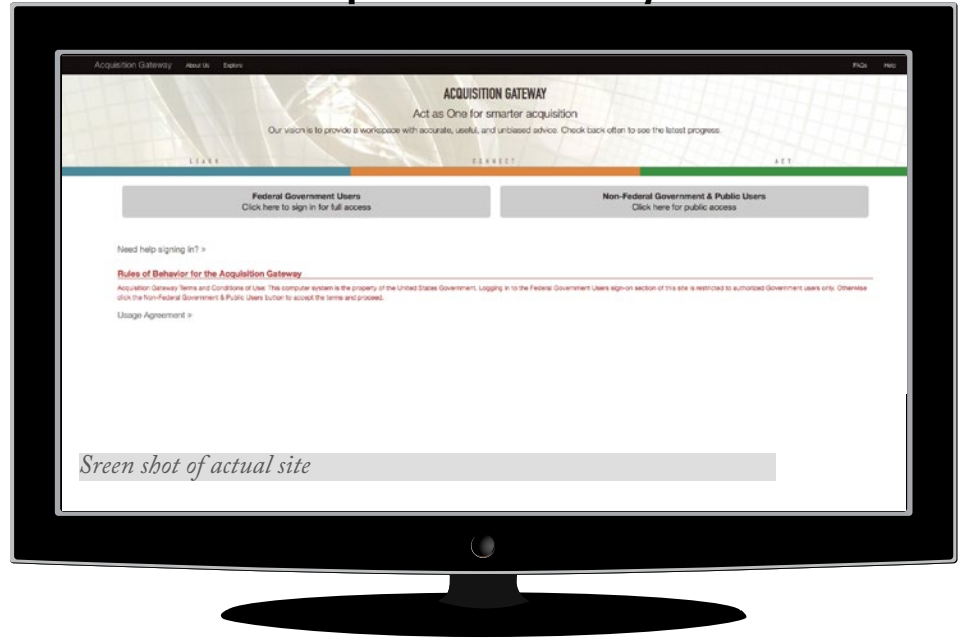 Acquisition Gateway About Us Explore FAQs Help
ACQUISITION GATEWAY
Act as One for smarter acquisition
Our vision is to provide a workspace with accurate, useful, and unbiased advice. Check back often to see the latest progress.
LEARN CONNECT ACT
Federal Government Users Non-Federal Government & Public Users
Click here to sign in for full access Click here for public access
Need help signing in? »
Rules of Behavior for the Acquisition Gateway
Acquisition Gateway Terms and Conditions of Use: This computer system is the property of the United States Government. Logging in to the Federal Government Users sign-on section of this site is restricted to authorized Government users only. Otherwise
click the Non-Federal Government & Public Users button to accept the terms and proceed.
Usage Agreement »
Sreen shot of actual site